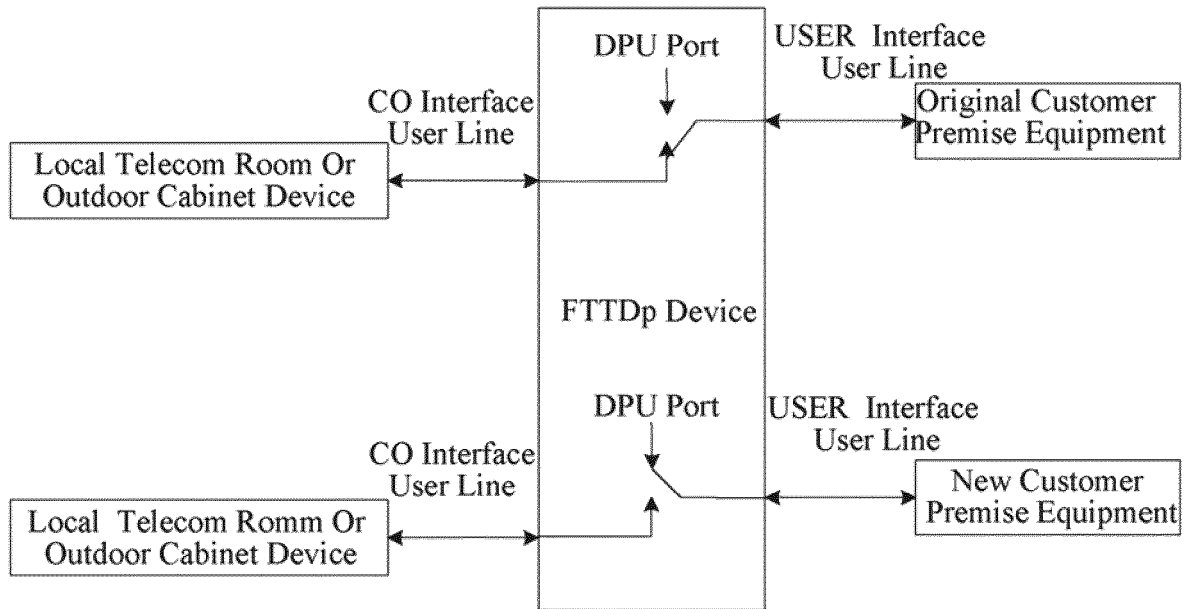 DPU Port
USER Interface
User Line
CO Interface
User Line
Original Customer
Premise Equipment
Local Telecom Room Or
Outdoor Cabinet Device
FTTDp Device
DPU Port
USER Interface
User Line
CO Interface
User Line
New Customer
Premise Equipment
Local Telecom Romm Or
Outdoor Cabinet Device